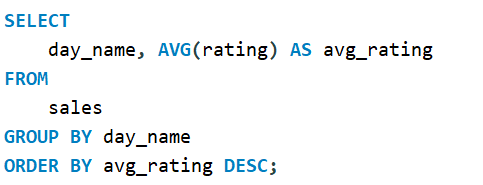 SELECT
    day_name, AVG(rating) AS avg_rating
FROM
    sales
GROUP BY day_name
ORDER BY avg_rating DESC;